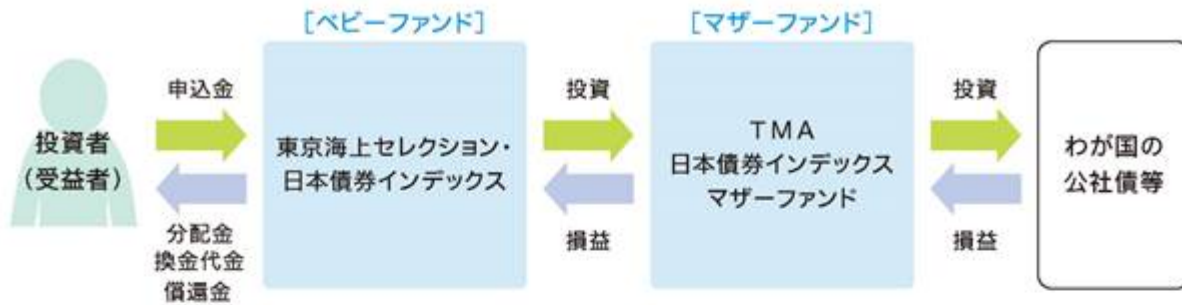 [ベビーファンド]
[マザーファンド]
投資者
(受益者)
申込金
分配金
換金代金
償還金
東京海上セレクション・
日本債券インデックス
投資
損益
TMA
日本債券インデックス
マザーファンド
投資
損益
わが国の
公社債等